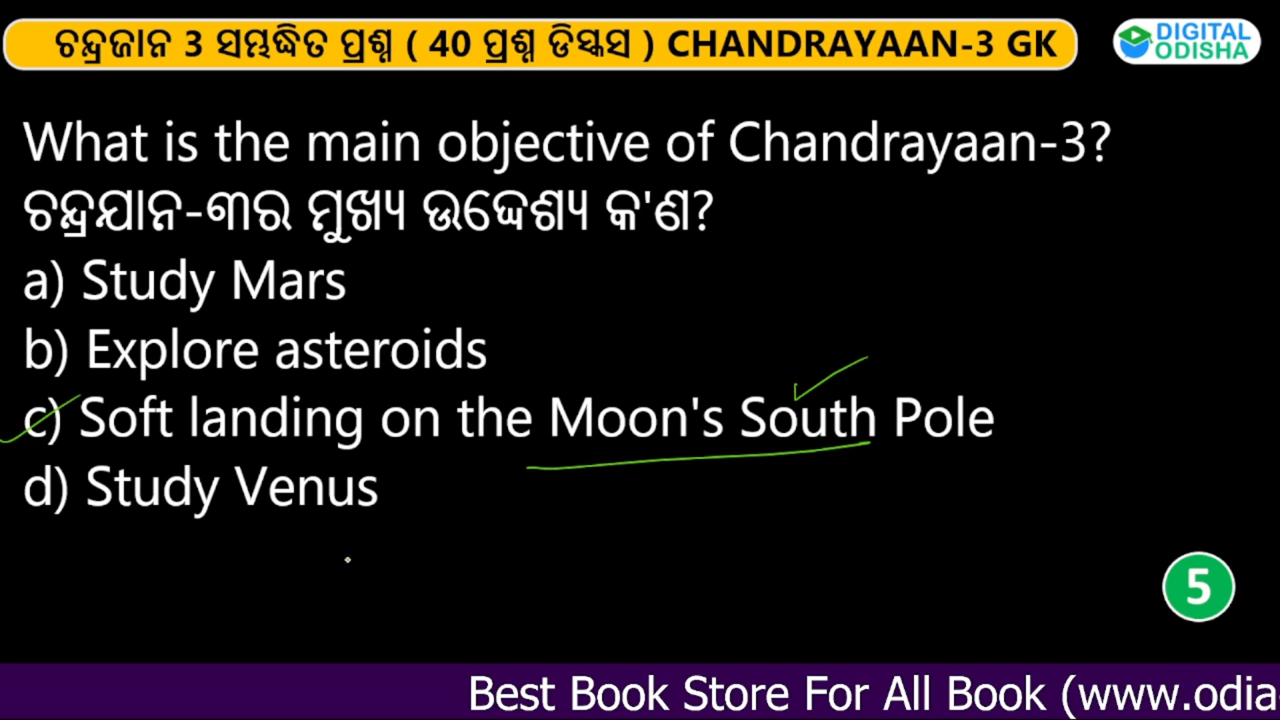 ଚନ୍ଦ୍ରଜାନ 3 ସମ୍ଭଦ୍ଧିତ ପ୍ରଶ୍ନ ( 40 ପ୍ରଶ୍ନ ଡିସ୍କସ ) CHANDRAYAAN-3 GK
DIGITAL
ODISHA
What is the main objective of Chandrayaan-3?
ଚନ୍ଦ୍ରଯାନ-୩ର ମୁଖ୍ୟ ଉଦ୍ଦେଶ୍ୟ କ'ଣ?
a) Study Mars
b) Explore asteroids
c) Soft landing on the Moon's South Pole
d) Study Venus
5
Best Book Store For All Book (www.odia